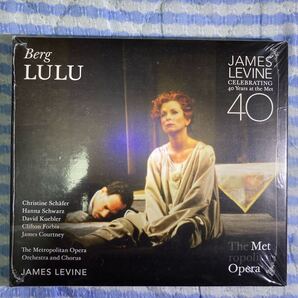 Berg
LULU
JAMES
LEVINE
CELEBRATING
40 Years at the Met
40
Christine Schäfer
Hanna Schwarz
David Kuebler
Clifton Forbis
James Courtney
The Metropolitan Opera
Orchestra and Chorus
JAMES LEVINE
The Met
ropolitan
Opera